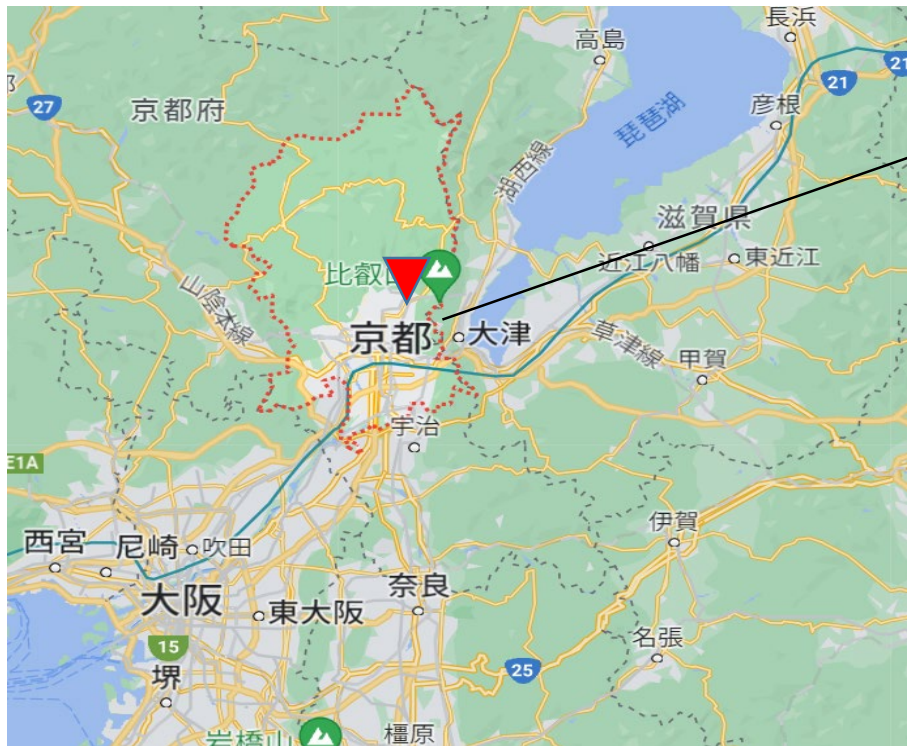 長浜
高島
21
21
27
京都府
彦根
琵琶湖
湖西線
滋賀県
近江八幡
東近江
比叡
山陰本線
京都
大津
草津線
甲賀
宇治
E1A
伊賀
西宮
尼崎
吹田
大阪
東大阪
奈良
15
名張
25
堺
岩橋山
橿原